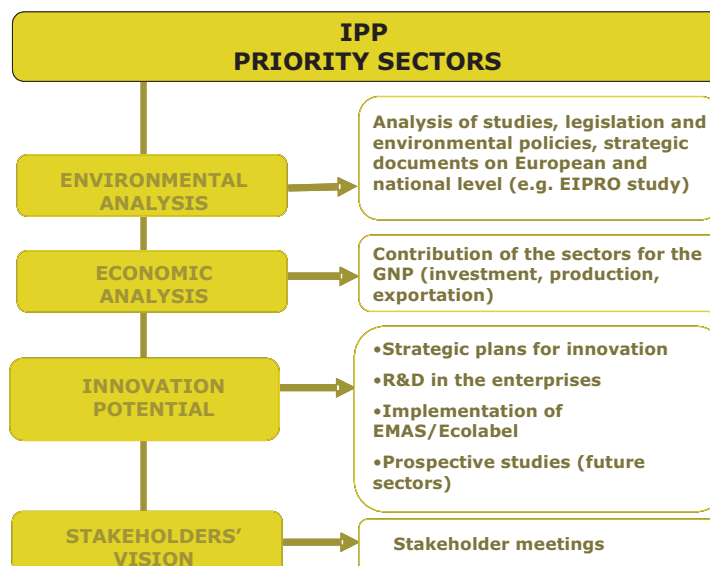 IPP
PRIORITY SECTORS
ENVIRONMENTAL
ANALYSIS
Analysis of studies, legislation and
environmental policies, strategic
documents on European and
national level (e.g. EIPRO study)
ECONOMIC
ANALYSIS
Contribution of the sectors for the
GNP (investment, production,
exportation)
INNOVATION
POTENTIAL
•Strategic plans for innovation
•R&D in the enterprises
•Implementation of
EMAS/Ecolabel
•Prospective studies (future
sectors)
STAKEHOLDERS’
VISION
Stakeholder meetings